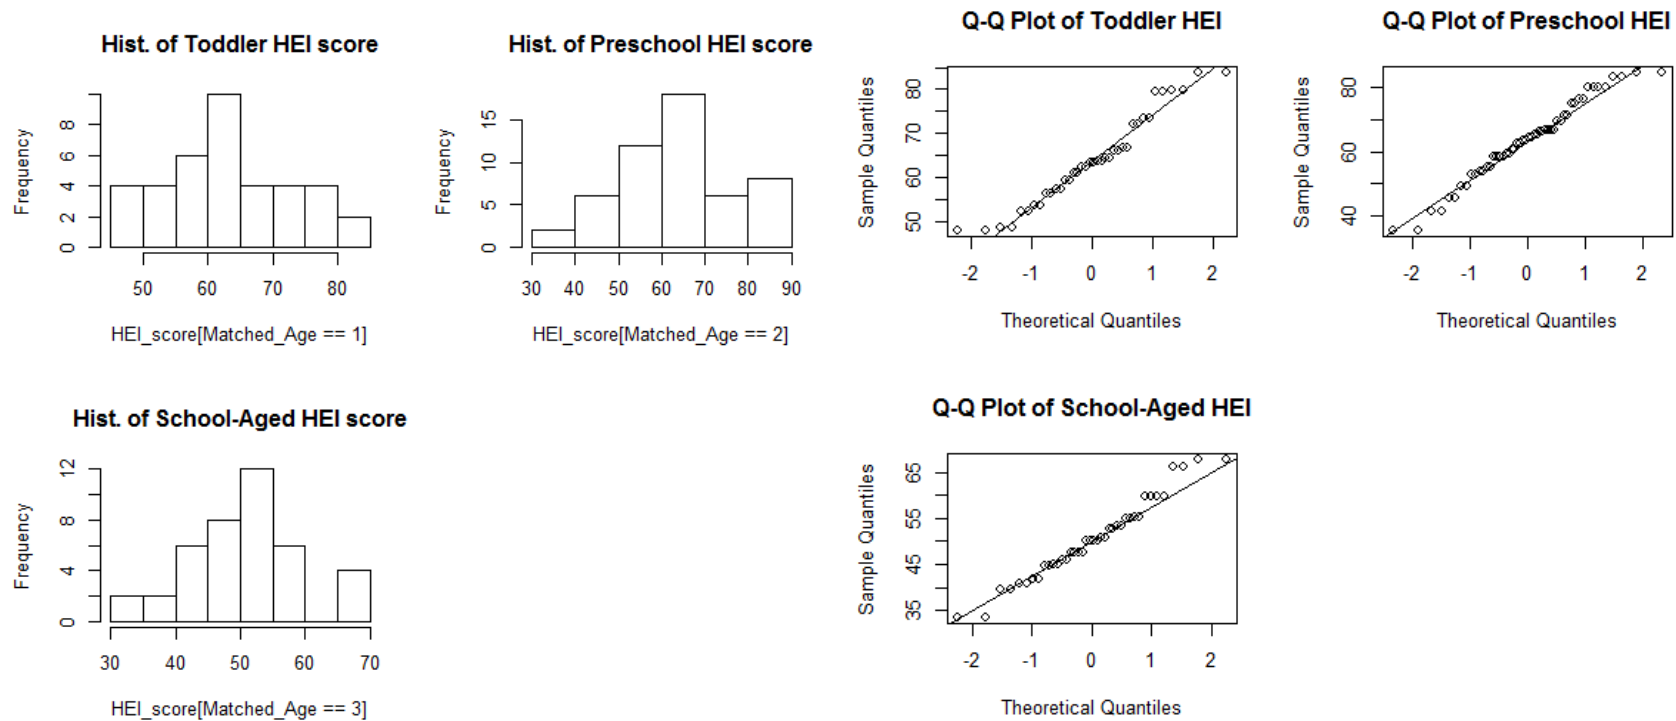 Hist. of Toddler HEI score
Frequency
0 2 4 6 8
50 60 70 80
HEI_score[Matched_Age == 1]
Hist. of Preschool HEI score
Frequency
0 5 10 15
30 40 50 60 70 80 90
HEI_score[Matched_Age == 2]
Q-Q Plot of Toddler HEI
Sample Quantiles
50 60 70 80
-2 -1 0 1 2
Theoretical Quantiles
Q-Q Plot of Preschool HEI
Sample Quantiles
40 60 80
-2 -1 0 1 2
Theoretical Quantiles
Hist. of School-Aged HEI score
Frequency
0 4 8 12
30 40 50 60 70
HEI_score[Matched_Age == 3]
Q-Q Plot of School-Aged HEI
Sample Quantiles
35 45 55 65
-2 -1 0 1 2
Theoretical Quantiles